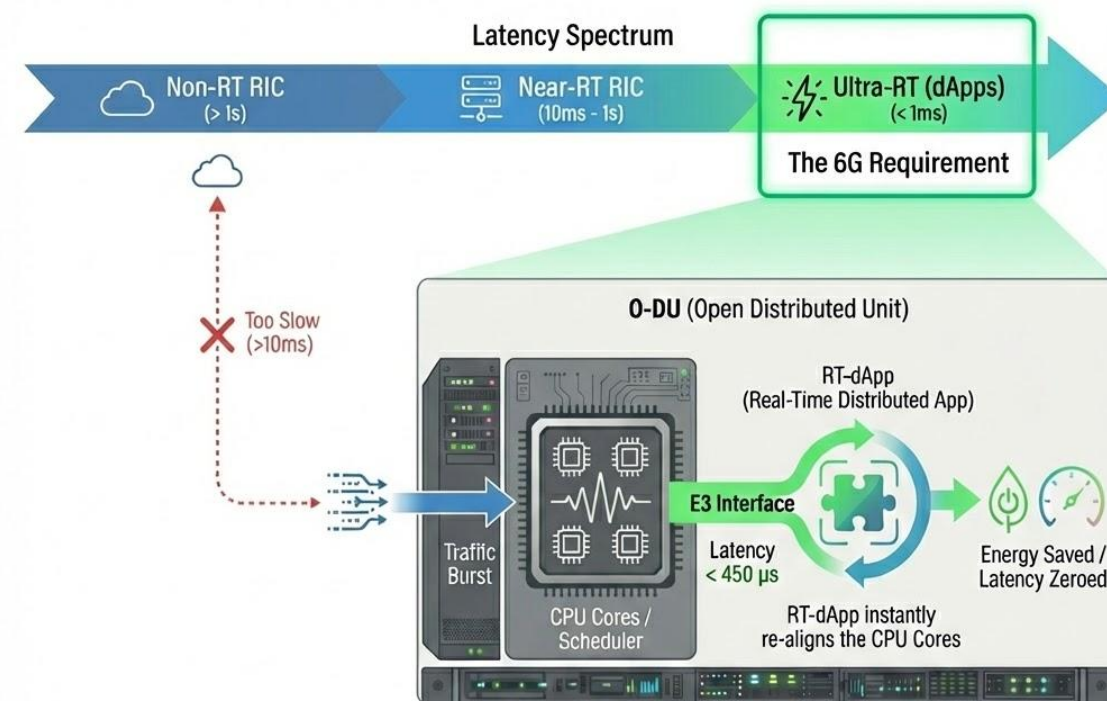 Latency Spectrum
Non-RT RIC
(> 1s)
Near-RT RIC
(10ms - 1s)
Ultra-RT (dApps)
(< 1ms)
The 6G Requirement
Too Slow
(>10ms)
O-DU (Open Distributed Unit)
RT-dApp
(Real-Time Distributed App)
Traffic
Burst
CPU Cores /
Scheduler
E3 Interface
Latency
< 450 µs
RT-dApp instantly
re-aligns the CPU Cores
Energy Saved /
Latency Zeroed